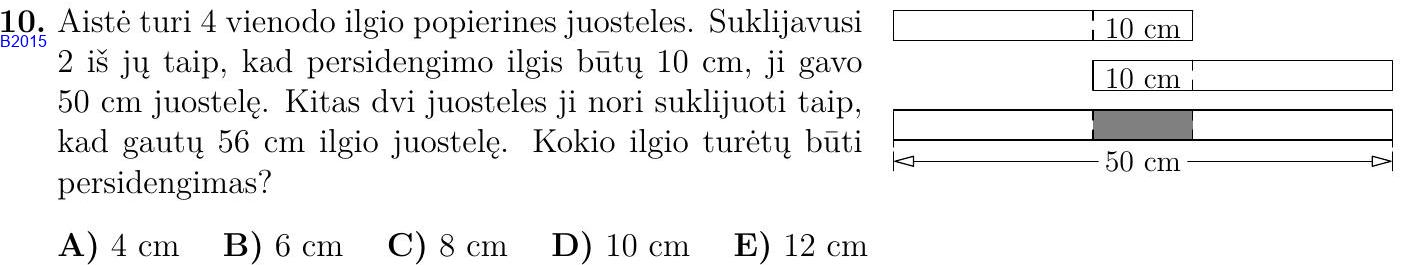 10. Aistė turi 4 vienodo ilgio popierines juosteles. Suklijavusi
B2015
2 iš jų taip, kad persidengimo ilgis būtų 10 cm, ji gavo
50 cm juostelę. Kitas dvi juosteles ji nori suklijuoti taip,
kad gautų 56 cm ilgio juostelę. Kokio ilgio turėtų būti
persidengimas?
A) 4 cm B) 6 cm C) 8 cm D) 10 cm E) 12 cm
10 cm
10 cm
50 cm